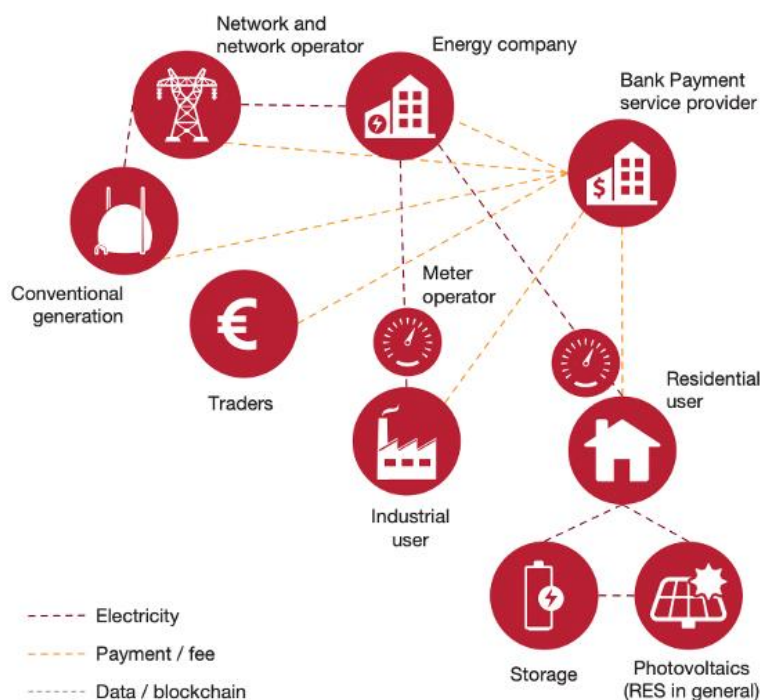 Network and
network operator
Energy company
Bank Payment
service provider
$
Conventional
generation
Meter
operator
€
Traders
Residential
user
Industrial
user
Electricity
Payment / fee
Data / blockchain
Storage
Photovoltaics
(RES in general)